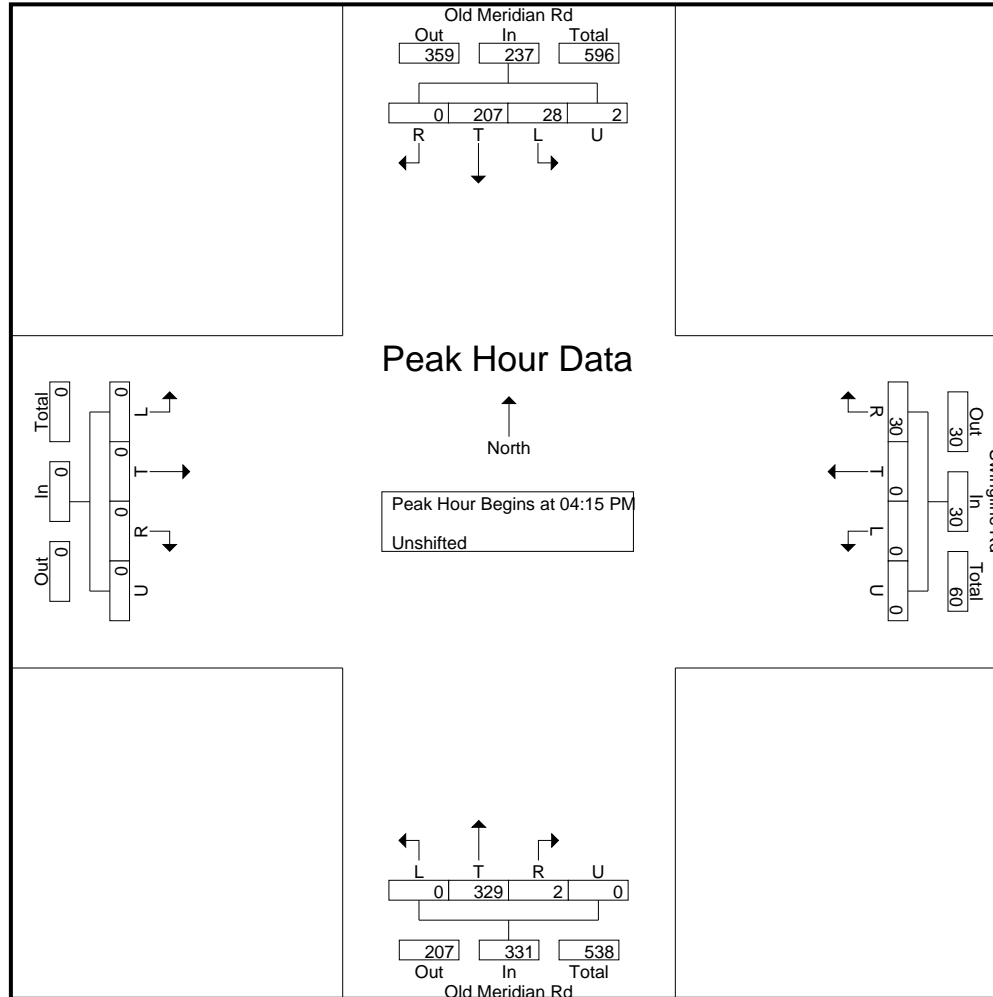 Old Meridian Rd
Out In Total
359 237 596
0 207 28 2
R T L U
Peak Hour Data
North
Peak Hour Begins at 04:15 PM
Unshifted
Total In Out
0 0 0
0 0 0 0
L T R U
R T L U
30 0 0 0
Out In Total
30 30 60
Rd
L T R U
0 329 2 0
207 331 538
Out In Total
Old Meridian Rd